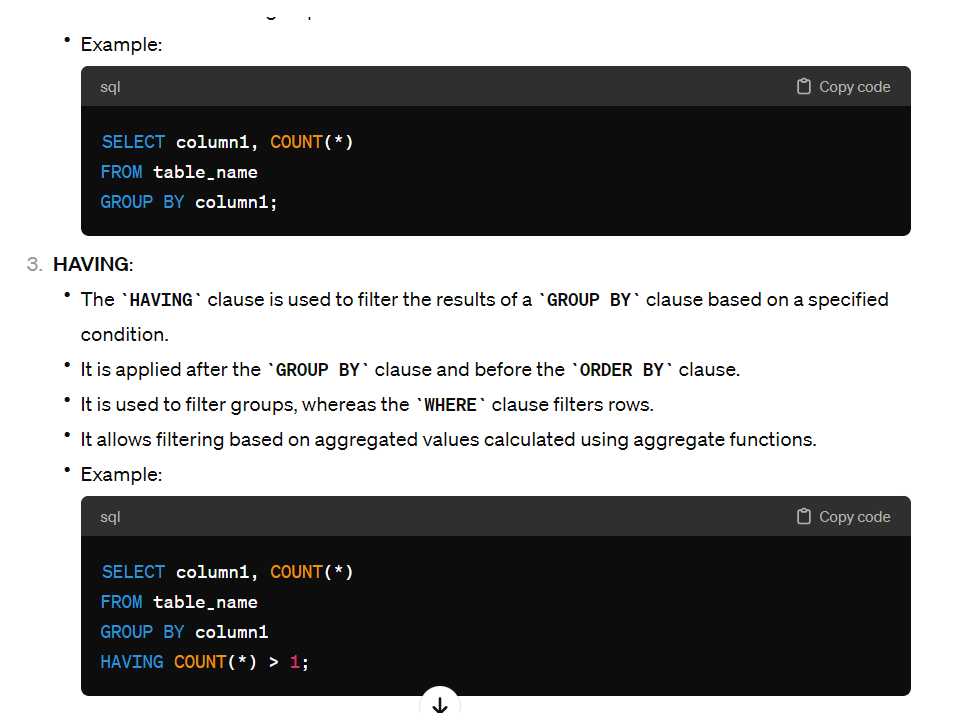 • Example:
sql Copy code
SELECT column1, COUNT(*)
FROM table_name
GROUP BY column1;
3. HAVING:
• The `HAVING` clause is used to filter the results of a `GROUP BY` clause based on a specified
condition.
• It is applied after the `GROUP BY` clause and before the `ORDER BY` clause.
• It is used to filter groups, whereas the `WHERE` clause filters rows.
• It allows filtering based on aggregated values calculated using aggregate functions.
• Example:
sql Copy code
SELECT column1, COUNT(*)
FROM table_name
GROUP BY column1
HAVING COUNT(*) > 1;